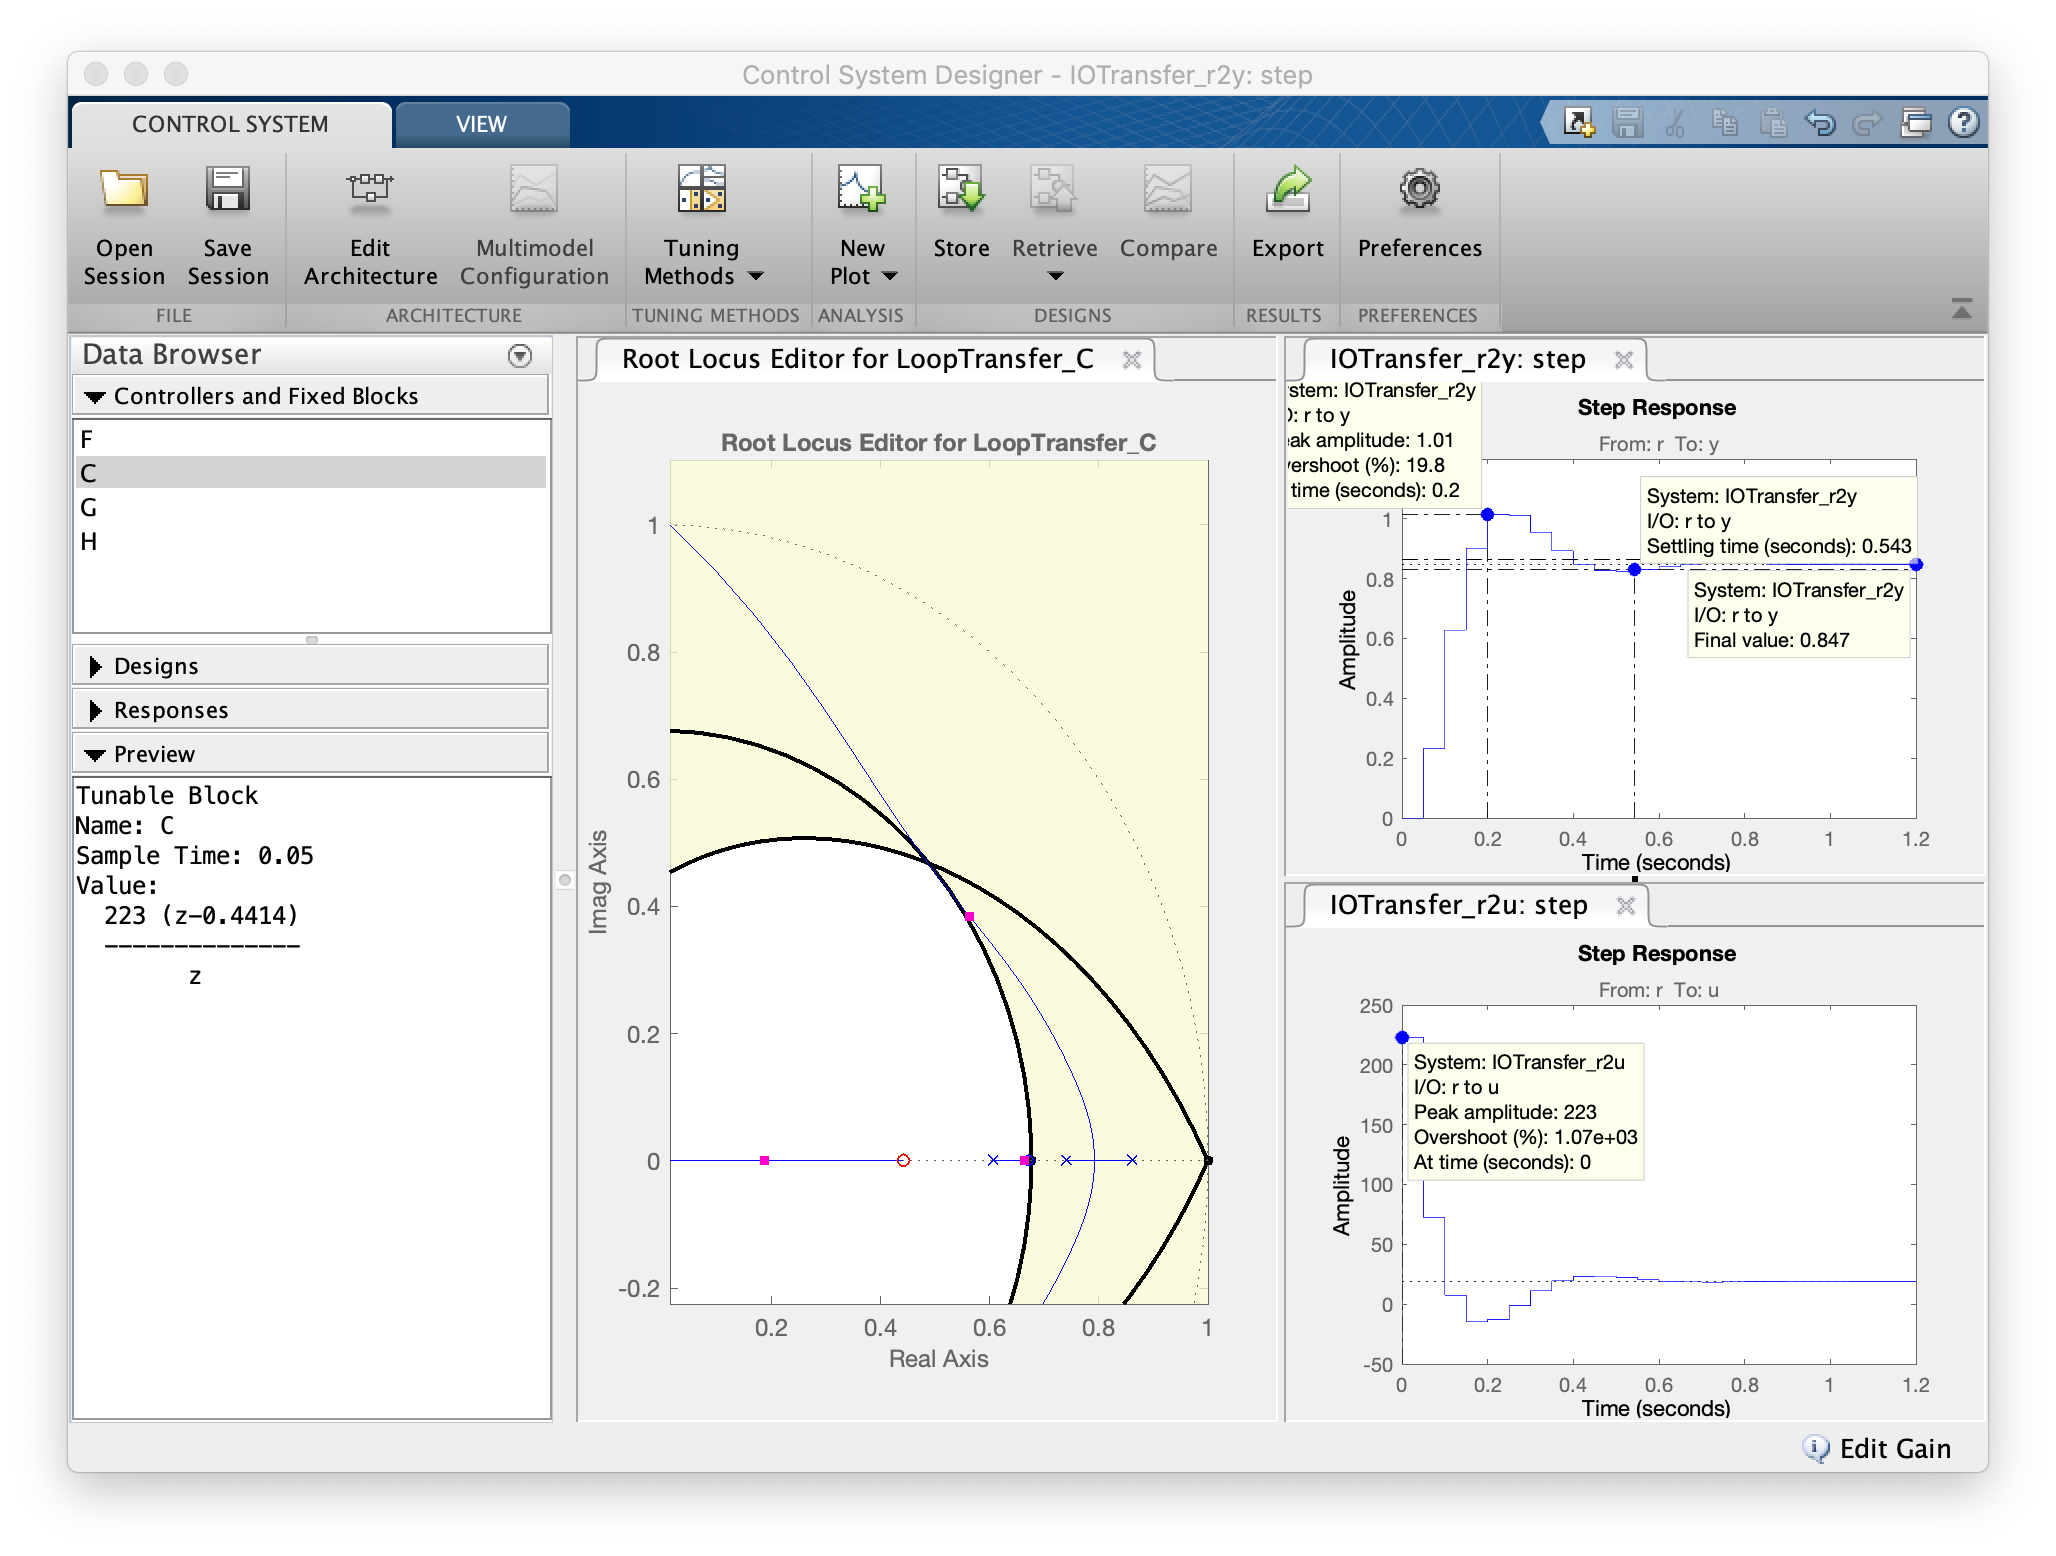 Control System Designer - IOTransfer_r2y: step
CONTROL SYSTEM
VIEW
Open Session
Save Session
Edit Architecture
Multimodel Configuration
Tuning Methods
New Plot
Store
Retrieve
Compare
Export
Preferences
FILE
ARCHITECTURE
TUNING METHODS
ANALYSIS
DESIGNS
RESULTS
PREFERENCES
Data Browser
Controllers and Fixed Blocks
F
C
G
H
Designs
Responses
Preview
Tunable Block
Name: C
Sample Time: 0.05
Value:
223 (z-0.4414)
--------------
z
Root Locus Editor for LoopTransfer_C
Root Locus Editor for LoopTransfer_C
1
0.8
0.6
0.4
0.2
0
-0.2
Imag Axis
0.2 0.4 0.6 0.8 1
Real Axis
IOTransfer_r2y: step
Step Response
From: r To: y
stem: IOTransfer_r2y
): r to y
ak amplitude: 1.01
vershoot (%): 19.8
time (seconds): 0.2
System: IOTransfer_r2y
I/O: r to y
Settling time (seconds): 0.543
System: IOTransfer_r2y
I/O: r to y
Final value: 0.847
1
0.8
0.6
0.4
0.2
0
Amplitude
0 0.2 0.4 0.6 0.8 1 1.2
Time (seconds)
IOTransfer_r2u: step
Step Response
From: r To: u
System: IOTransfer_r2u
I/O: r to u
Peak amplitude: 223
Overshoot (%): 1.07e+03
At time (seconds): 0
250
200
150
100
50
0
-50
Amplitude
0 0.2 0.4 0.6 0.8 1 1.2
Time (seconds)
Edit Gain